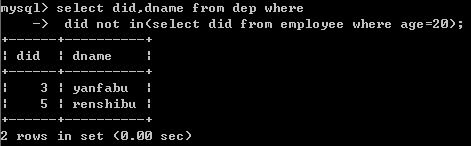 mysql> select did,dname from dep where
    -> did not in(select did from employee where age=20);
+------+----------+
| did | dname |
+------+----------+
| 3 | yanfabu |
| 5 | renshibu |
+------+----------+
2 rows in set (0.00 sec)